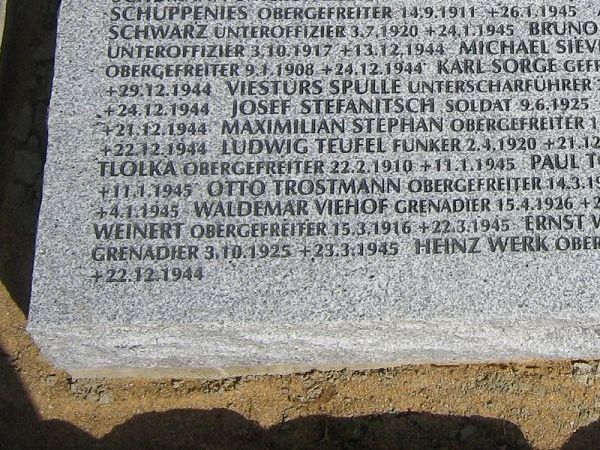 SCHUPPENIES OBERGEFREITER 14.9.1911 +26.1.1945
SCHWARZ UNTEROFFIZIER 3.7.1920 +24.1.1945 BRUNO
UNTEROFFIZIER 3.10.1917 +13.12.1944 MICHAEL
OBERGEFREITER 9.1.1908 +24.12.1944 KARL SORGE
+29.12.1944 VIESTURS SPULLE UNTERSCHARFÜHRER
+24.12.1944 JOSEF STEFANITSCH SOLDAT 9.6.1925
+21.12.1944 MAXIMILIAN STEPHAN OBERGEFREITER
+22.12.1944 LUDWIG TEUFEL FUNKER 2.4.1920
TLOLKA OBERGEFREITER 22.2.1910 +11.1.1945 PAUL
+11.1.1945 OTTO TROSTMANN OBERGEFREITER
+4.1.1945 WALDEMAR VIEHOF GRENADIER 15.4.1926
WEINERT OBERGEFREITER 15.3.1916 +22.3.1945 ERNST
GRENADIER 3.10.1925 +23.3.1945 HEINZ WERK
+22.12.1944